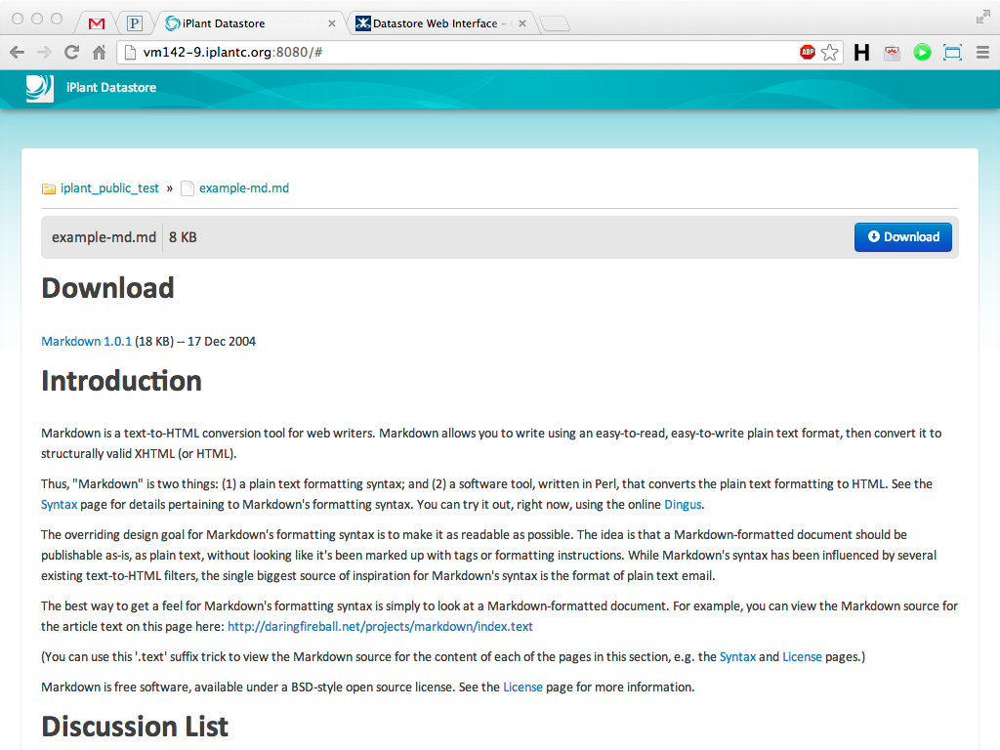 iPlant Datastore
Datastore Web Interface –
vm142-9.iplantc.org:8080/#
ABP
H
iPlant Datastore
iplant_public_test » example-md.md
example-md.md 8 KB Download
Download
Markdown 1.0.1 (18 KB) -- 17 Dec 2004
Introduction
Markdown is a text-to-HTML conversion tool for web writers. Markdown allows you to write using an easy-to-read, easy-to-write plain text format, then convert it to
structurally valid XHTML (or HTML).
Thus, "Markdown" is two things: (1) a plain text formatting syntax; and (2) a software tool, written in Perl, that converts the plain text formatting to HTML. See the
Syntax page for details pertaining to Markdown's formatting syntax. You can try it out, right now, using the online Dingus.
The overriding design goal for Markdown's formatting syntax is to make it as readable as possible. The idea is that a Markdown-formatted document should be
publishable as-is, as plain text, without looking like it's been marked up with tags or formatting instructions. While Markdown's syntax has been influenced by several
existing text-to-HTML filters, the single biggest source of inspiration for Markdown's syntax is the format of plain text email.
The best way to get a feel for Markdown's formatting syntax is simply to look at a Markdown-formatted document. For example, you can view the Markdown source for
the article text on this page here: http://daringfireball.net/projects/markdown/index.text
(You can use this '.text' suffix trick to view the Markdown source for the content of each of the pages in this section, e.g. the Syntax and License pages.)
Markdown is free software, available under a BSD-style open source license. See the License page for more information.
Discussion List